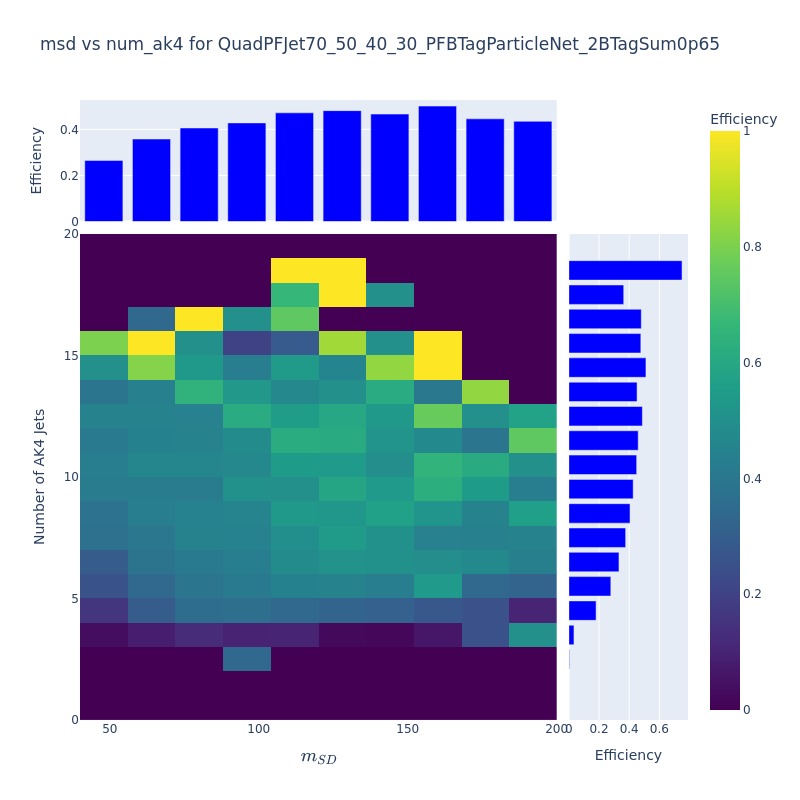 msd vs num_ak4 for QuadPFJet70_50_40_30_PFBTagParticleNet_2BTagSum0p65
Efficiency
0.4
0.2
0
Efficiency
1
0.8
0.6
0.4
0.2
0
Number of AK4 Jets
20
15
10
5
0
50 100 150 200
m_{SD}
0 0.2 0.4 0.6
Efficiency